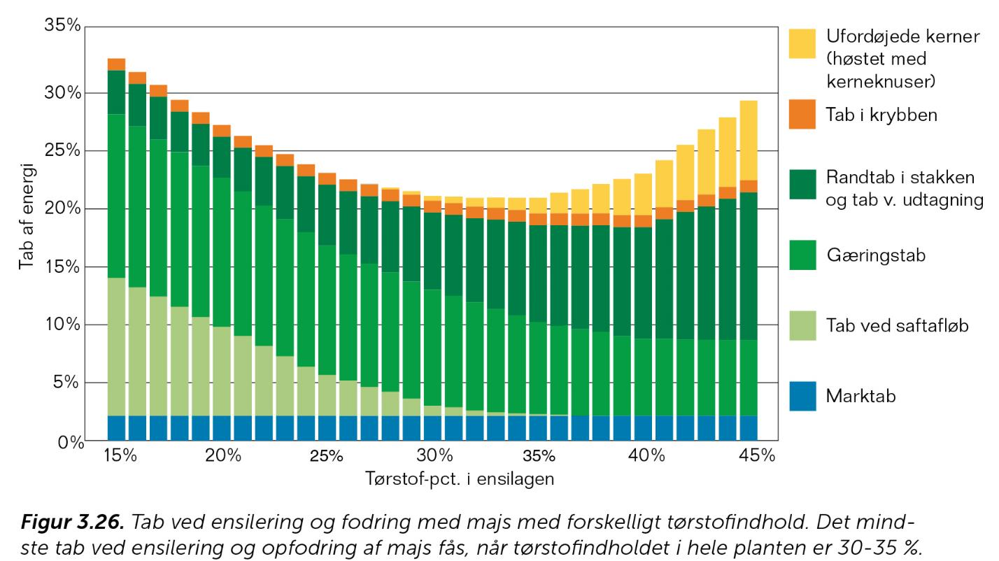 35%
30%
25%
20%
15%
10%
5%
0%
Tab af energi
15%
20%
25%
30%
35%
40%
45%
Tørstof-pct. i ensilagen
Ufordøjede kerner
(høstet med
kerneknuser)
Tab i krybben
Randtab i stakken
og tab v. udtagning
Gæringstab
Tab ved saftafløb
Marktab
Figur 3.26. Tab ved ensilering og fodring med majs med forskelligt tørstofindhold. Det mind-
ste tab ved ensilering og opfodring af majs fås, når tørstofindholdet i hele planten er 30-35 %.